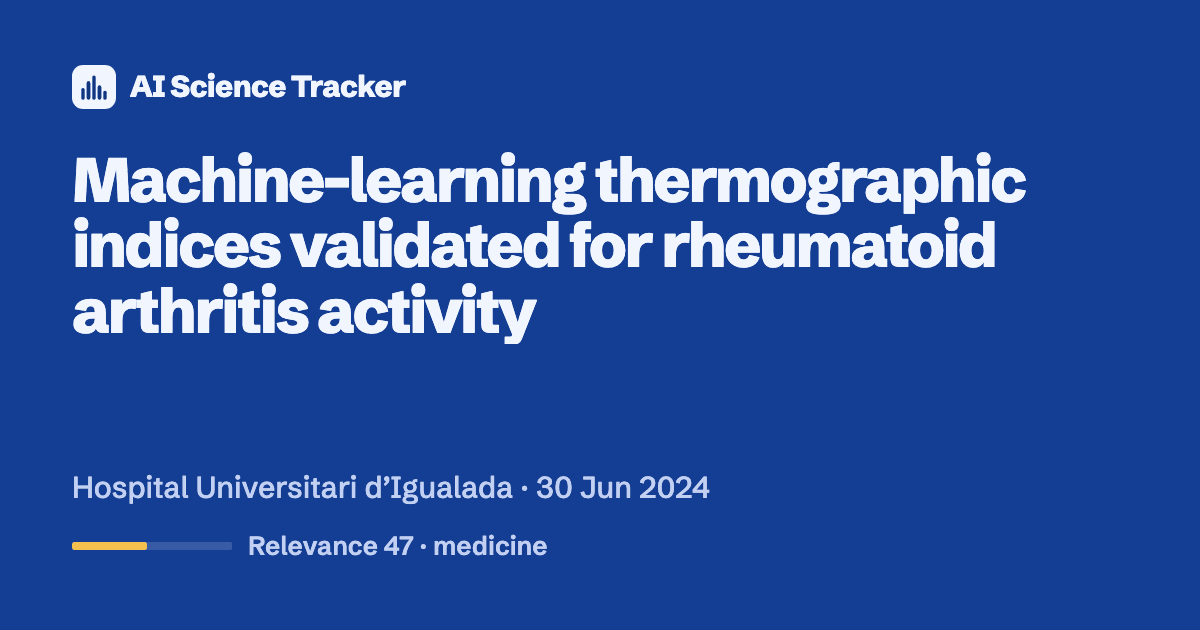 AI Science Tracker
Machine-learning thermographic
indices validated for rheumatoid
arthritis activity
Hospital Universitari d’Igualada · 30 Jun 2024
Relevance 47 · medicine